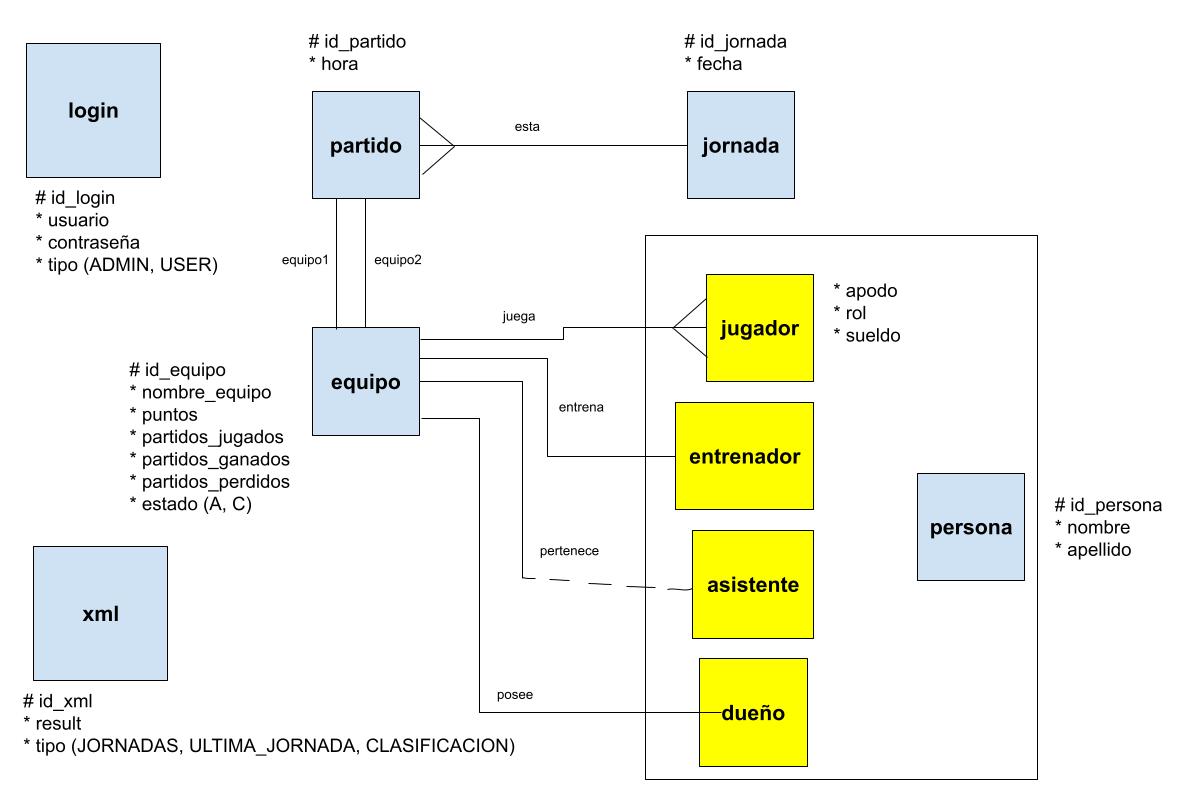 # id_partido
* hora
# id_jornada
* fecha
login
partido
esta
jornada
# id_login
* usuario
* contraseña
* tipo (ADMIN, USER)
equipo1
equipo2
juega
jugador
* apodo
* rol
* sueldo
equipo
# id_equipo
* nombre_equipo
* puntos
* partidos_jugados
* partidos_ganados
* partidos_perdidos
* estado (A, C)
entrena
entrenador
persona
# id_persona
* nombre
* apellido
pertenece
asistente
xml
posee
dueño
# id_xml
* result
* tipo (JORNADAS, ULTIMA_JORNADA, CLASIFICACION)